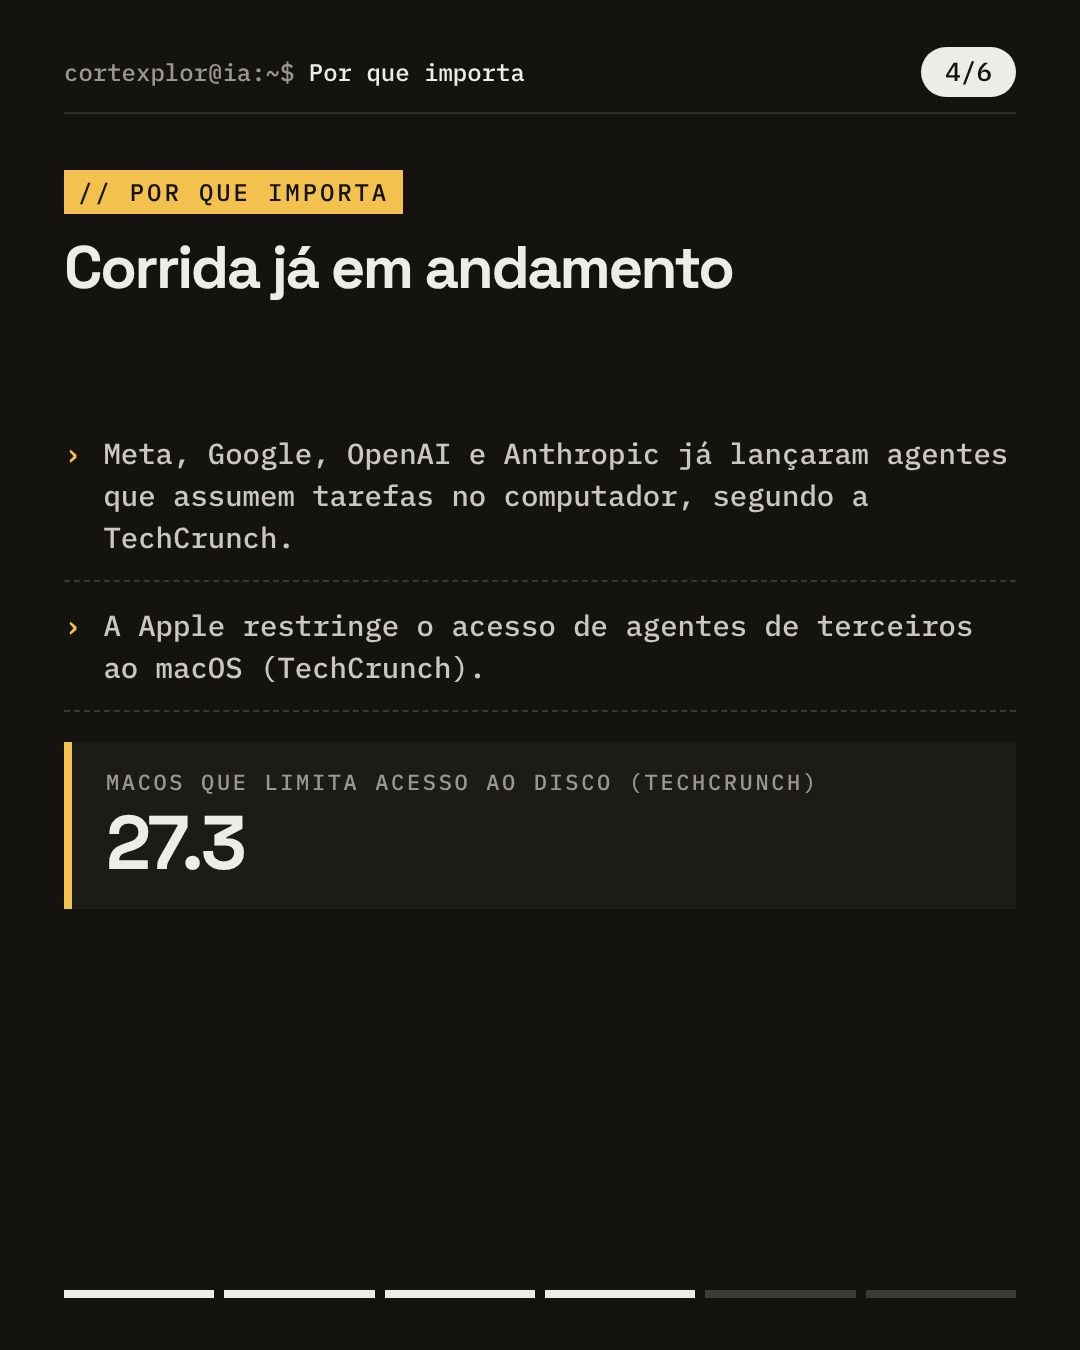 cortexplor@ia:~$ Por que importa
4/6
// POR QUE IMPORTA
Corrida já em andamento
› Meta, Google, OpenAI e Anthropic já lançaram agentes
que assumem tarefas no computador, segundo a
TechCrunch.
› A Apple restringe o acesso de agentes de terceiros
ao macOS (TechCrunch).
MACOS QUE LIMITA ACESSO AO DISCO (TECHCRUNCH)
27.3